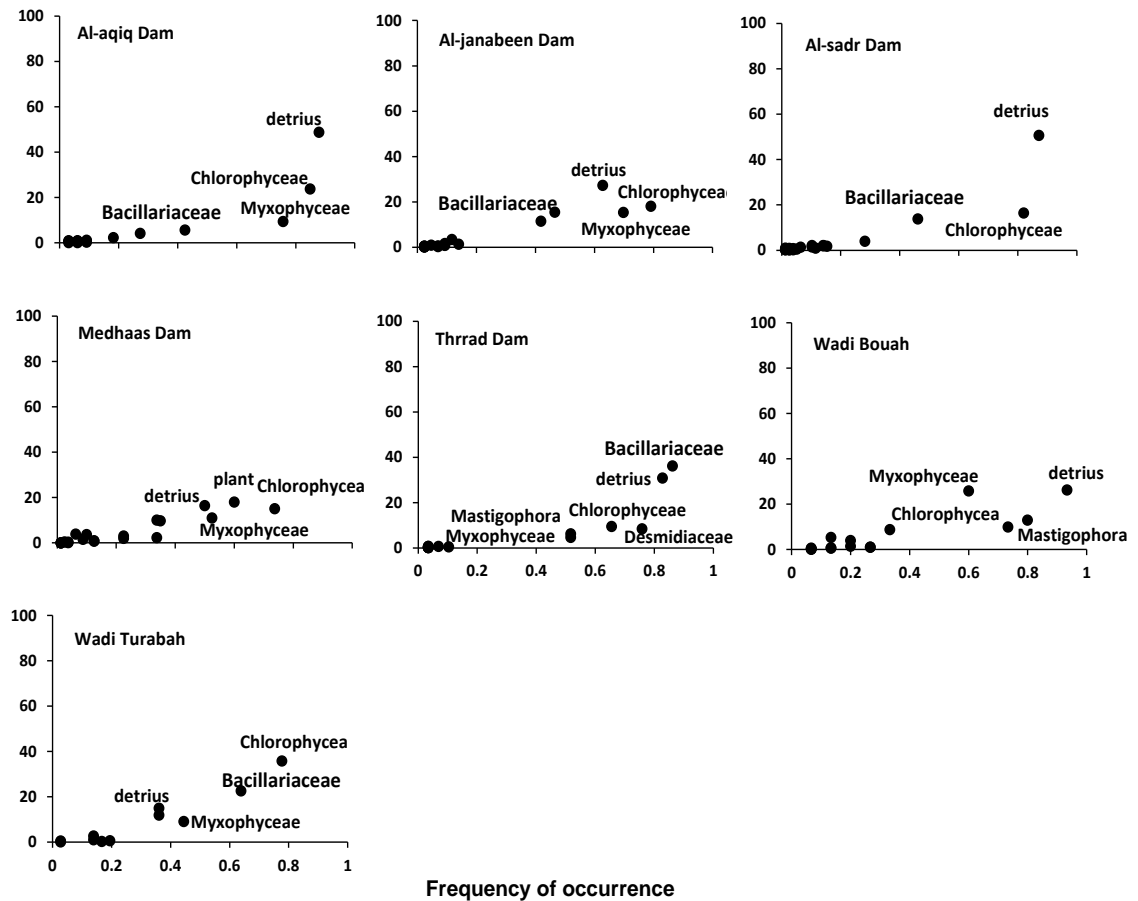 Al-aqiq Dam
100
80
60
40
20
0
detrius
Chlorophyceae
Bacillariaceae
Myxophyceae
Al-janabeen Dam
100
80
60
40
20
0
detrius
Bacillariaceae
Chlorophyceae
Myxophyceae
Al-sadr Dam
100
80
60
40
20
0
detrius
Bacillariaceae
Chlorophyceae
Medhaas Dam
100
80
60
40
20
0
plant
detrius
Chlorophycea
Myxophyceae
Thrrad Dam
100
80
60
40
20
0
Bacillariaceae
detrius
Chlorophyceae
Mastigophora
Myxophyceae
Desmidiaceae
0 0.2 0.4 0.6 0.8 1
Wadi Bouah
100
80
60
40
20
0
Myxophyceae
detrius
Chlorophycea
Mastigophora
0 0.2 0.4 0.6 0.8 1
Wadi Turabah
100
80
60
40
20
0
Chlorophycea
Bacillariaceae
detrius
Myxophyceae
0 0.2 0.4 0.6 0.8 1
Frequency of occurrence